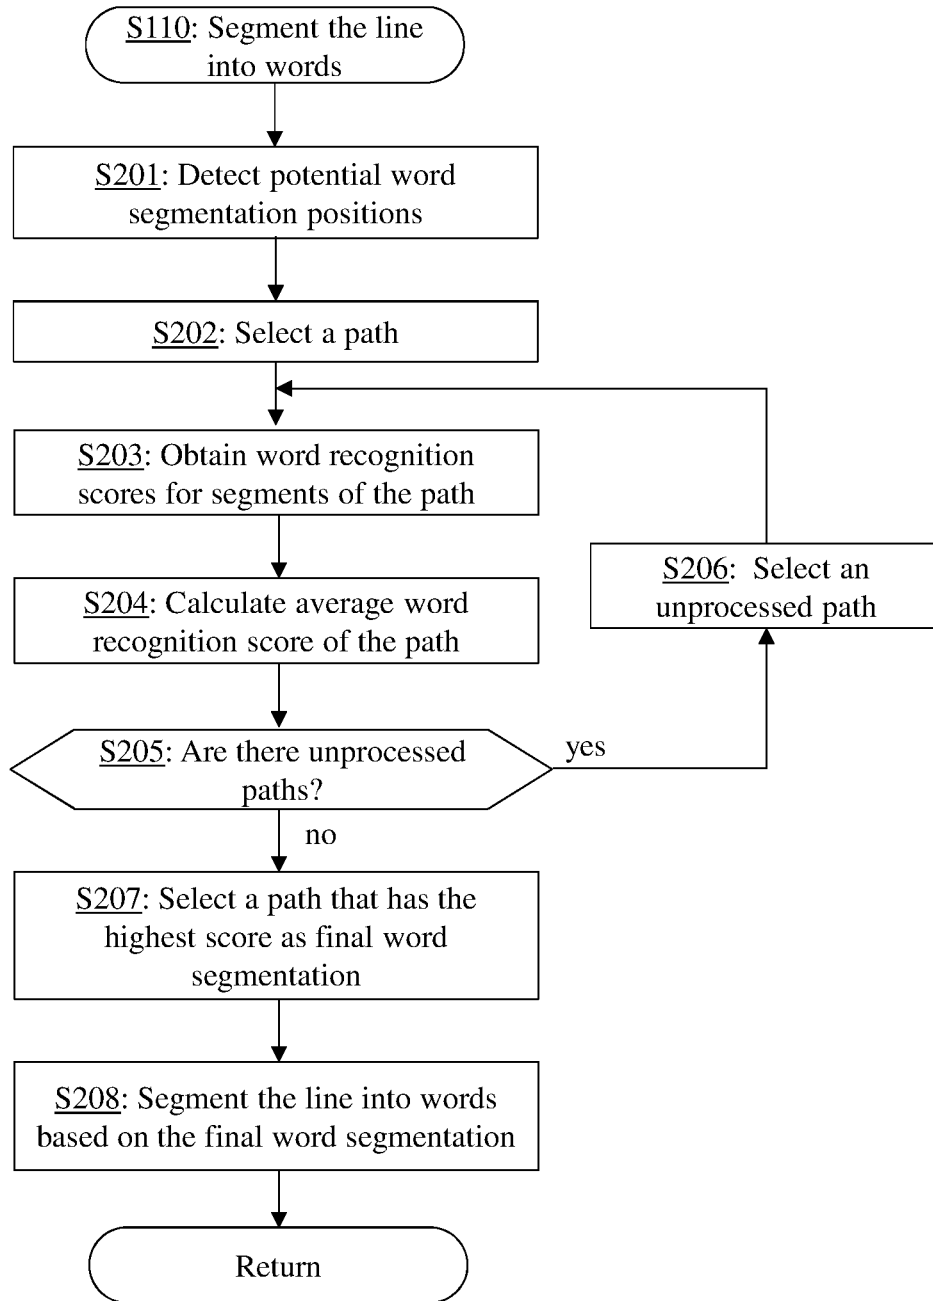 S110: Segment the line
into words
S201: Detect potential word
segmentation positions
S202: Select a path
S203: Obtain word recognition
scores for segments of the path
S206: Select an
unprocessed path
S204: Calculate average word
recognition score of the path
S205: Are there unprocessed
paths?
yes
no
S207: Select a path that has the
highest score as final word
segmentation
S208: Segment the line into words
based on the final word segmentation
Return